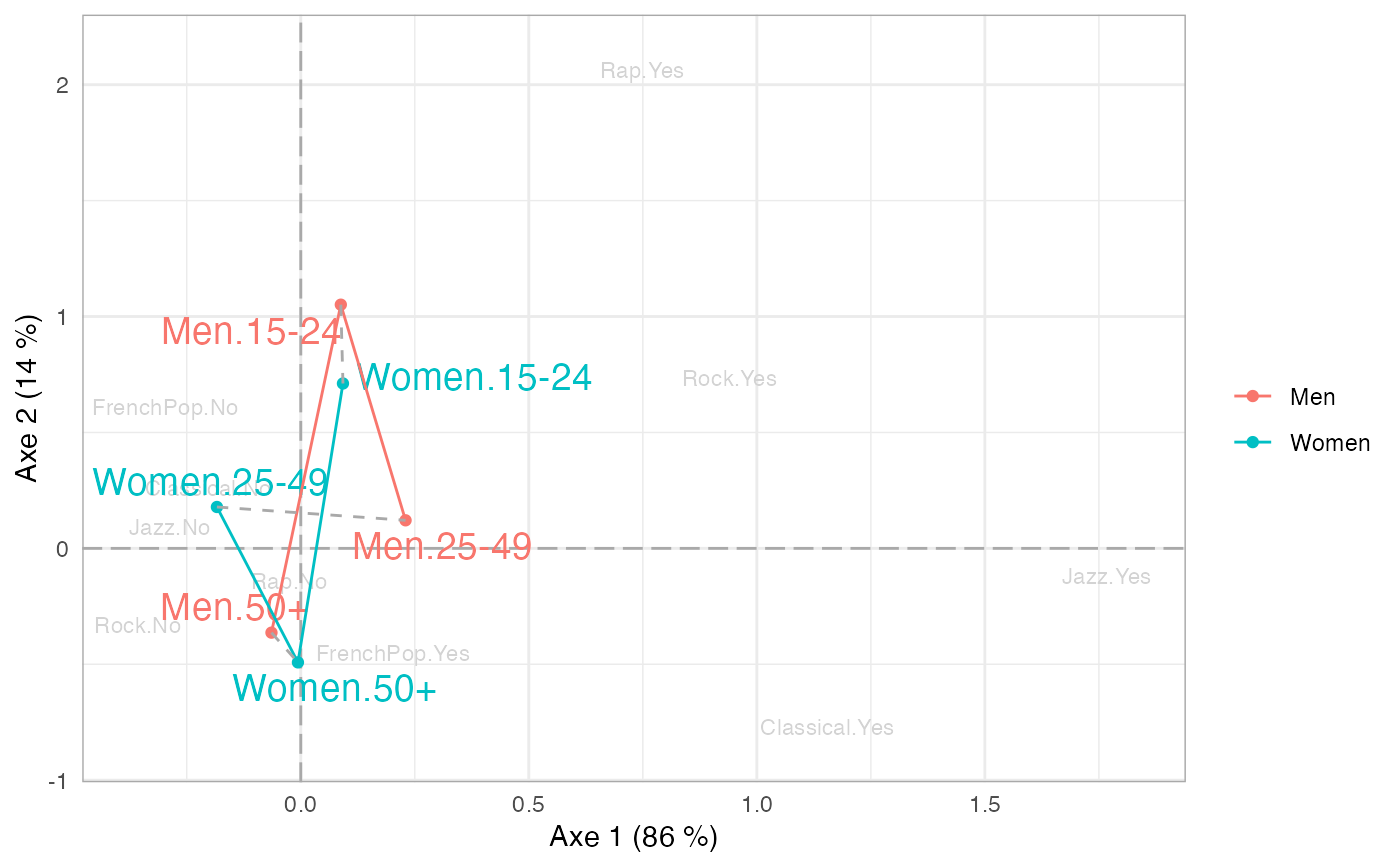 2
1
0
-1
Axe 2 (14 %)
Rap.Yes
Men.15-24
Women.15-24
Rock.Yes
FrenchPop.No
Women.25-49
Classical.No
Jazz.No
Men.25-49
Rap.No
Jazz.Yes
Men.50+
Rock.No
FrenchPop.Yes
Women.50+
Classical.Yes
0.0
0.5
1.0
1.5
Axe 1 (86 %)
Men
Women